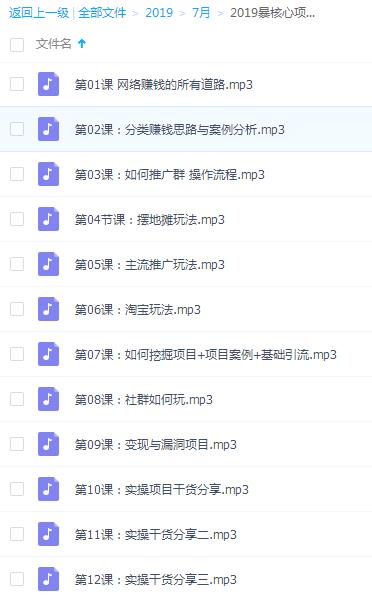 返回上一级 | 全部文件 > 2019 > 7月 > 2019暴核心项...
文件名
第01课 网络赚钱的所有道路.mp3
第02课：分类赚钱思路与案例分析.mp3
第03课：如何推广群 操作流程.mp3
第04节课：摆地摊玩法.mp3
第05课：主流推广玩法.mp3
第06课：淘宝玩法.mp3
第07课：如何挖掘项目+项目案例+基础引流.mp3
第08课：社群如何玩.mp3
第09课：变现与漏洞项目.mp3
第10课：实操项目干货分享.mp3
第11课：实操干货分享二.mp3
第12课：实操干货分享三.mp3